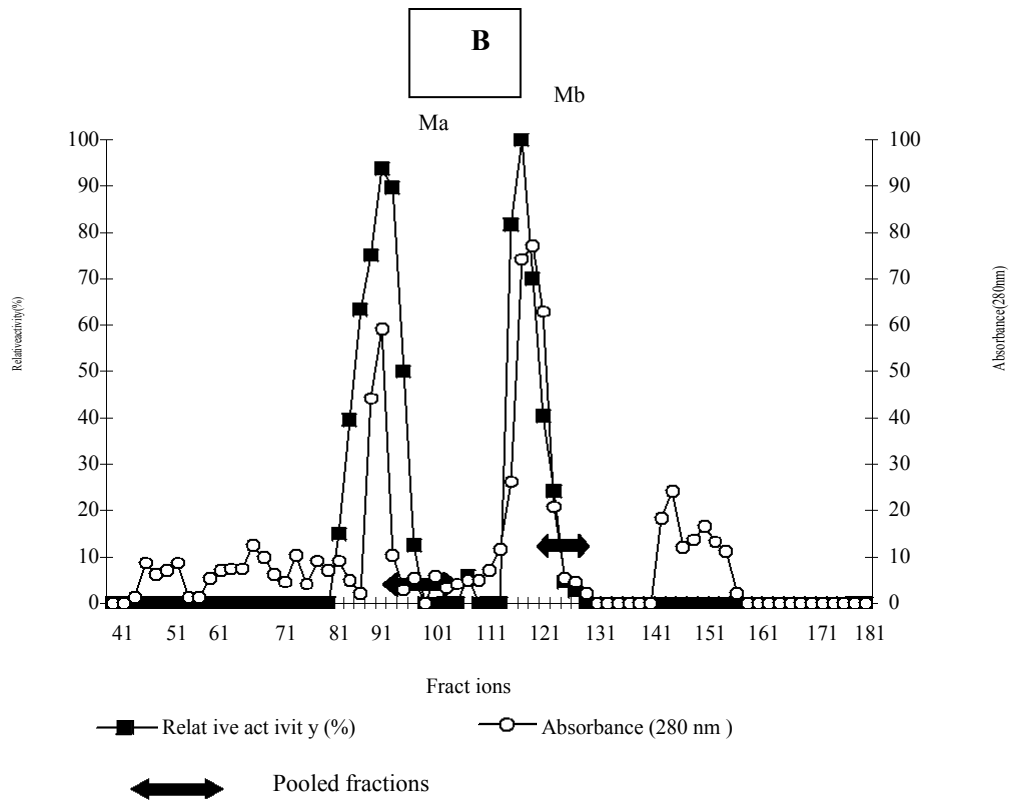 B
Mb
Ma
100
90
80
70
60
50
40
30
20
10
0
100
90
80
70
60
50
40
30
20
10
0
Relativeactivity(%)
Absorbance(280nm)
41 51 61 71 81 91 101 111 121 131 141 151 161 171 181
Fract ions
Relat ive act ivit y (%)
Absorbance (280 nm )
Pooled fractions